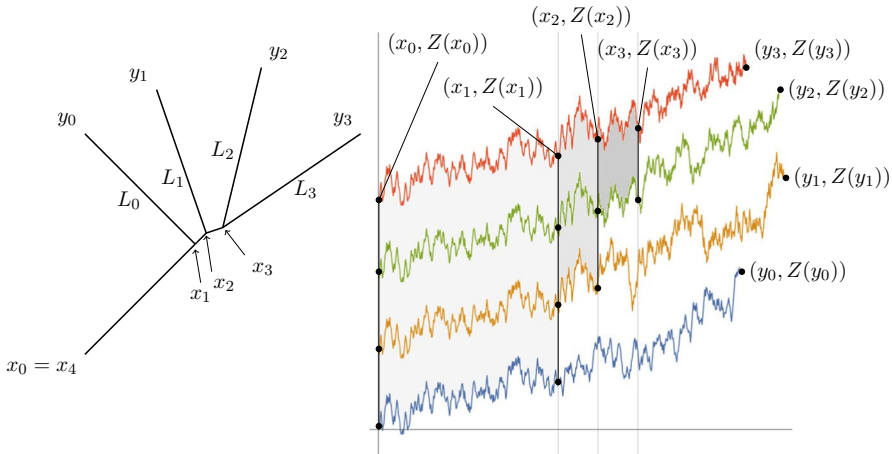 y₂
y₁
y₀
y₃
L₂
L₁
L₀
L₃
x₃
x₂
x₁
x₀ = x₄
(x₂, Z(x₂))
(x₀, Z(x₀))
(x₃, Z(x₃))
(y₃, Z(y₃))
(x₁, Z(x₁))
(y₂, Z(y₂))
(y₁, Z(y₁))
(y₀, Z(y₀))